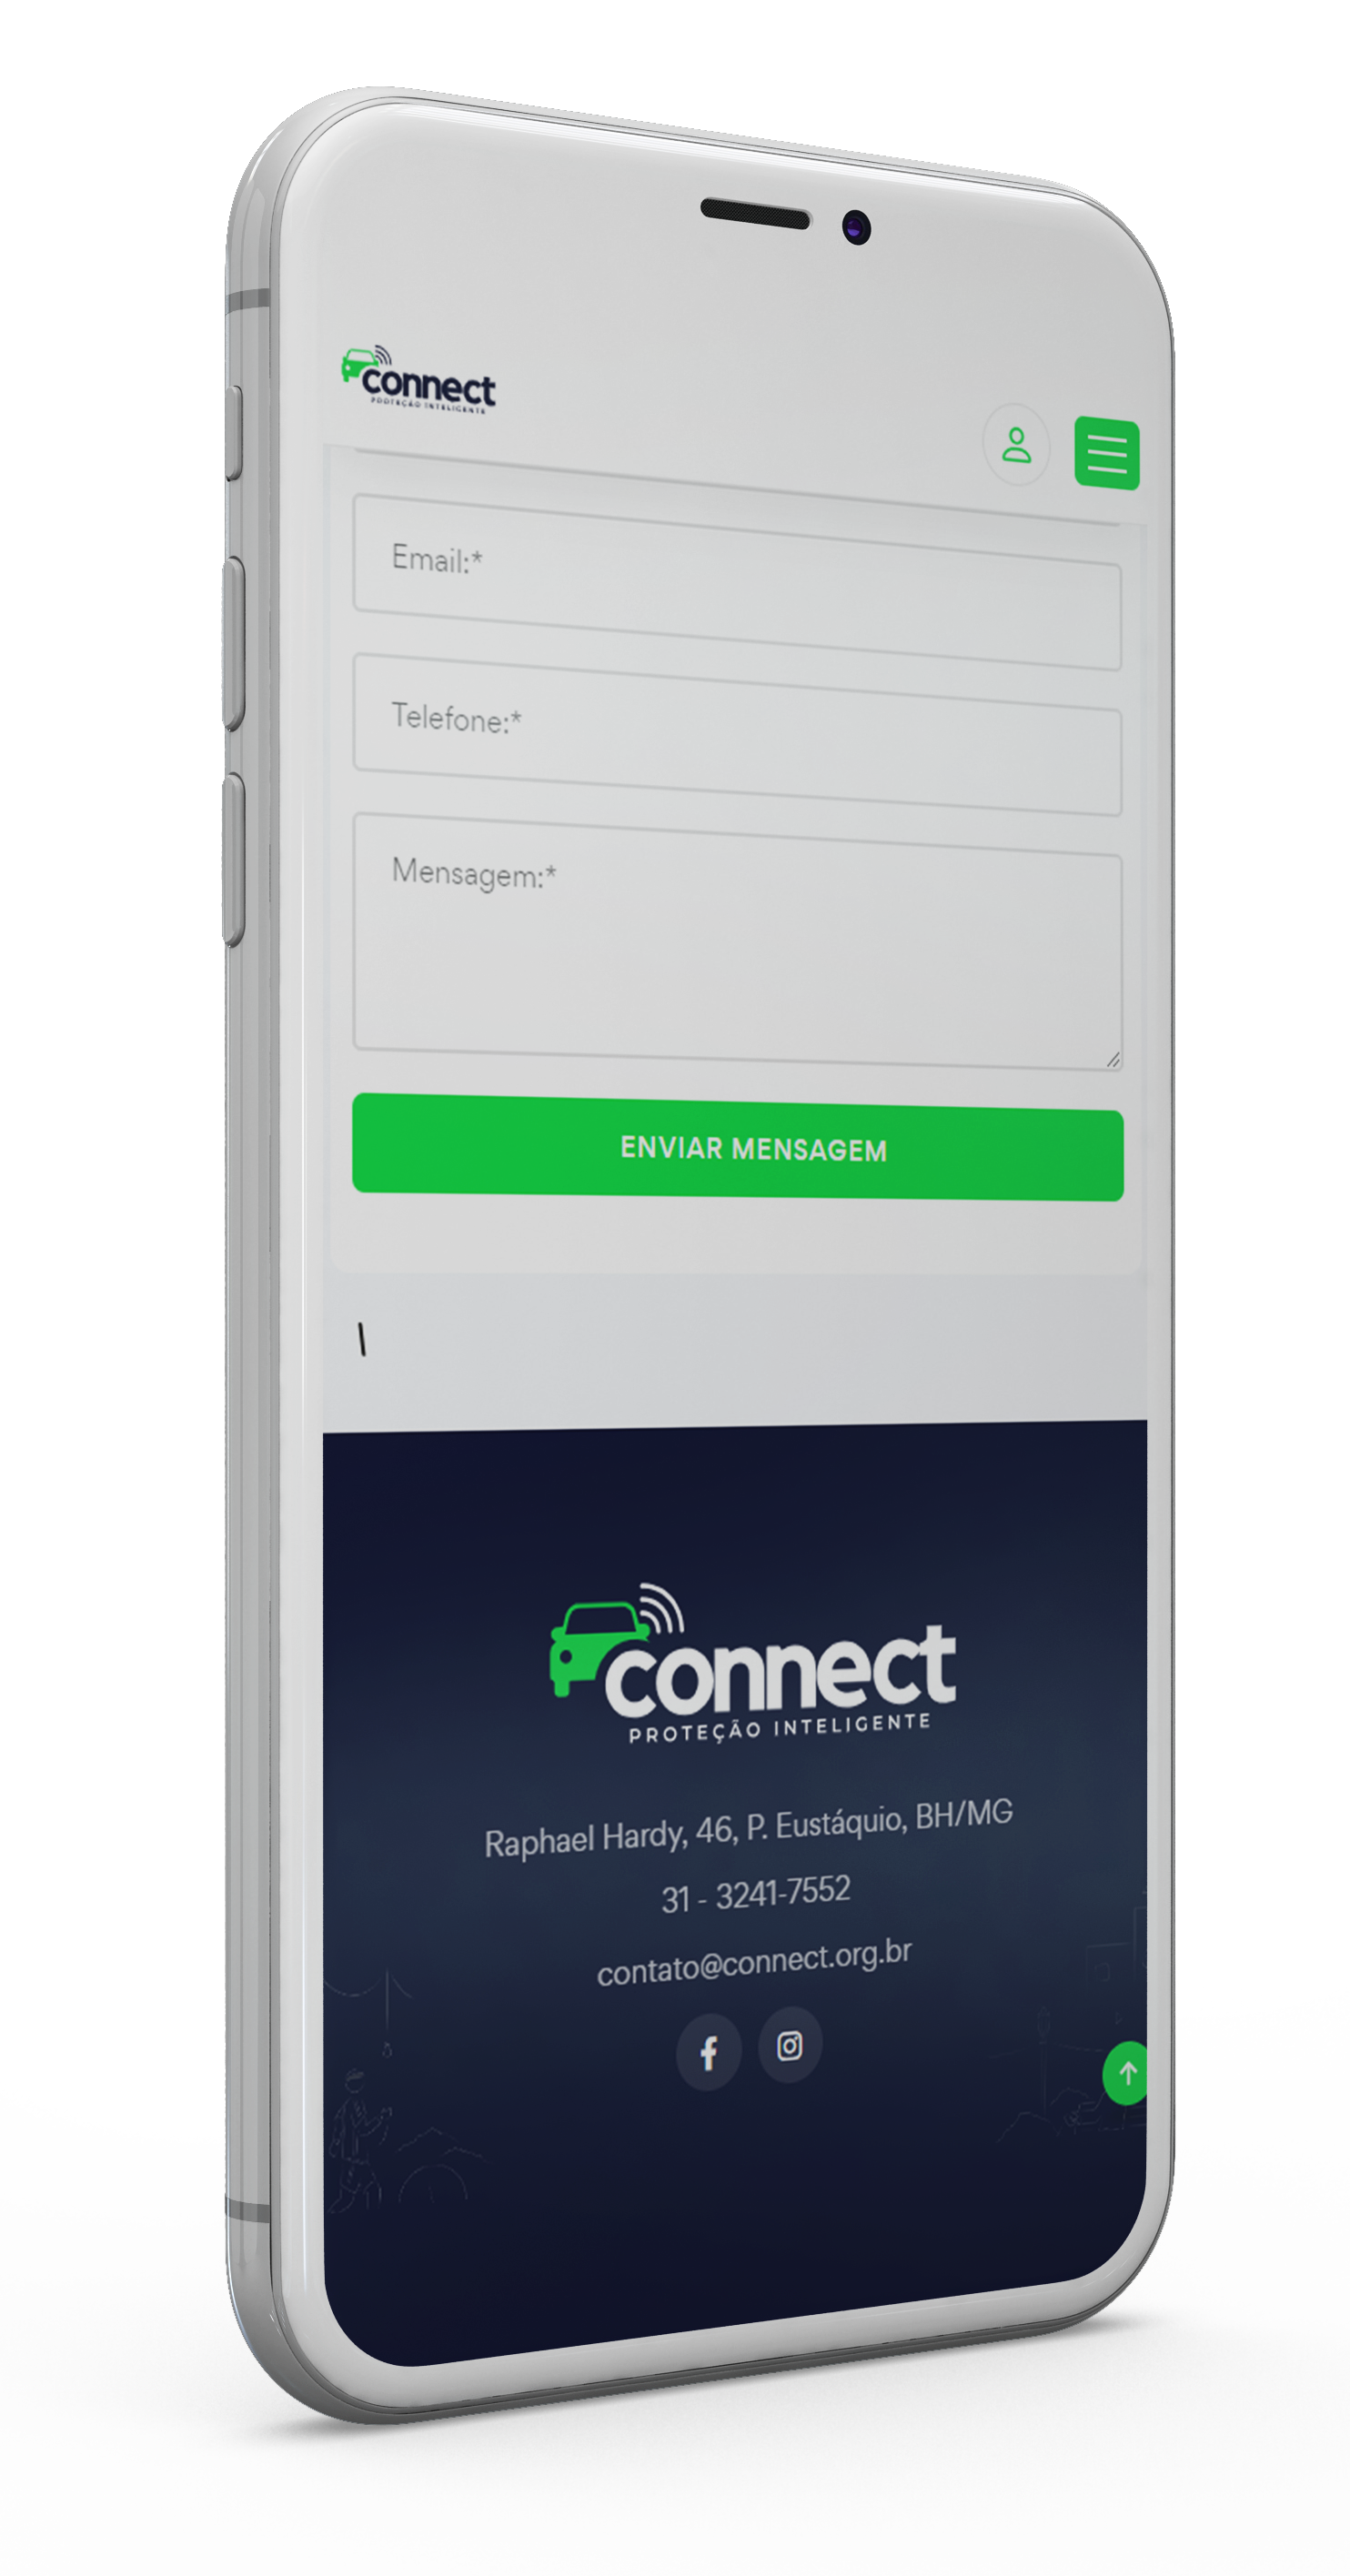 connect
PROTEÇÃO INTELIGENTE
Email:*
Telefone:*
Mensagem:*
ENVIAR MENSAGEM
\
connect
PROTEÇÃO INTELIGENTE
Raphael Hardy, 46, P. Eustáquio, BH/MG
31 - 3241-7552
contato@connect.org.br